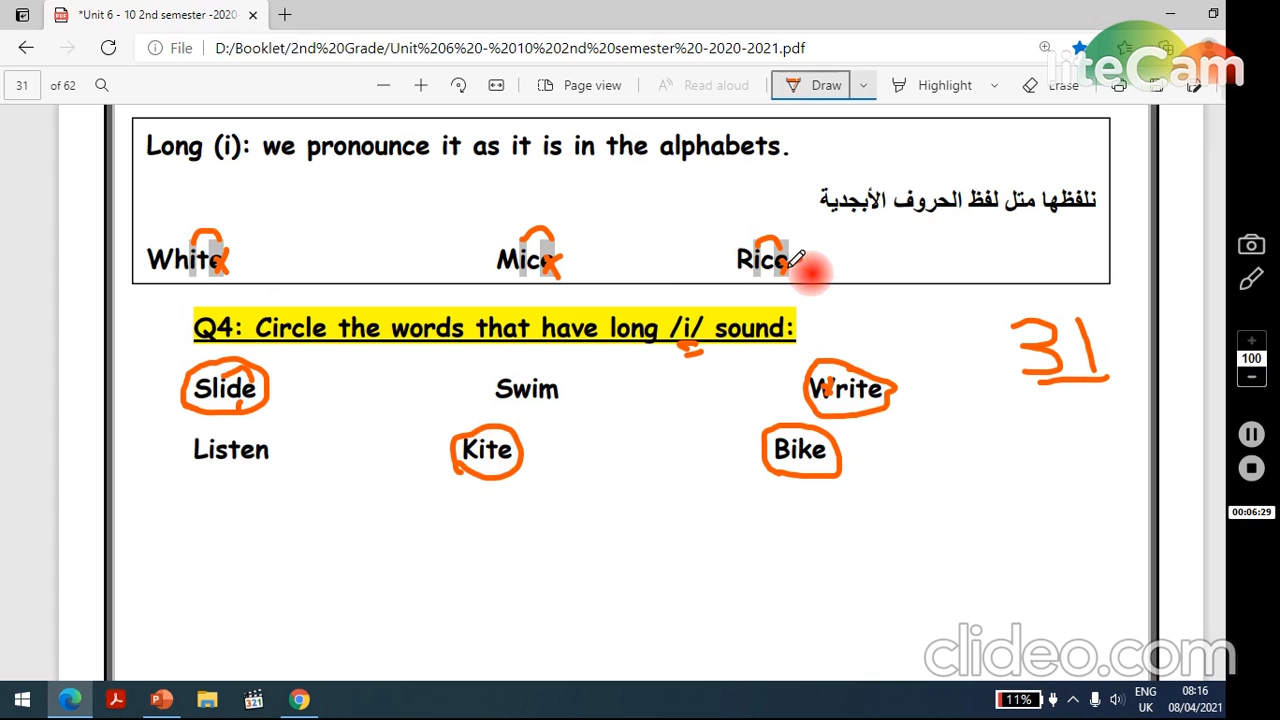 *Unit 6 - 10 2nd semester -2020-
File D:/Booklet/2nd%20Grade/Unit%206%20-%2010%202nd%20semester%20-2020-2021.pdf
liteCam
31 of 62 Page view Read aloud Draw Highlight Erase
Long (i): we pronounce it as it is in the alphabets.
نلفظها متل لفظ الحروف الأبجدية
White Mice Rice
Q4: Circle the words that have long /i/ sound:
31
Slide Swim Write
Listen Kite Bike
100
00:06:29
clideo.com
321
11% ENG 08:16
UK 08/04/2021